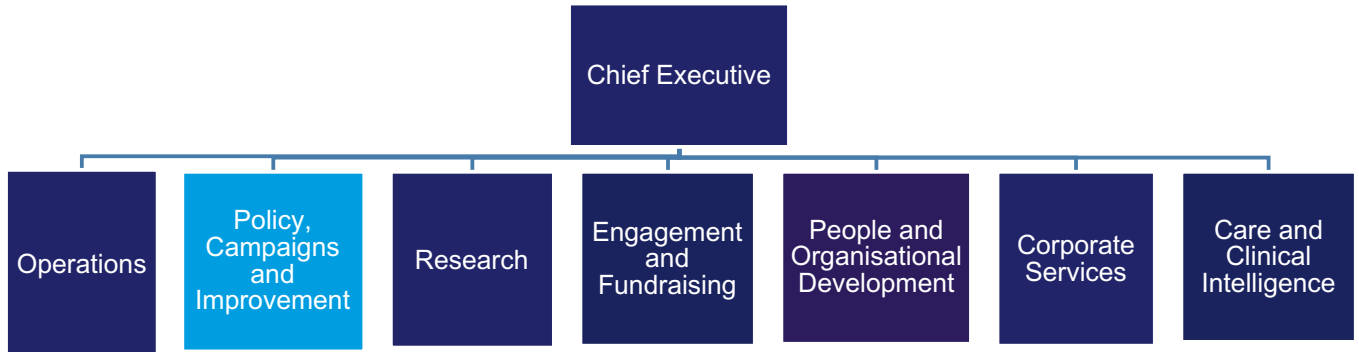 Chief Executive
Operations
Policy,
Campaigns
and
Improvement
Research
Engagement
and
Fundraising
People and
Organisational
Development
Corporate
Services
Care and
Clinical
Intelligence